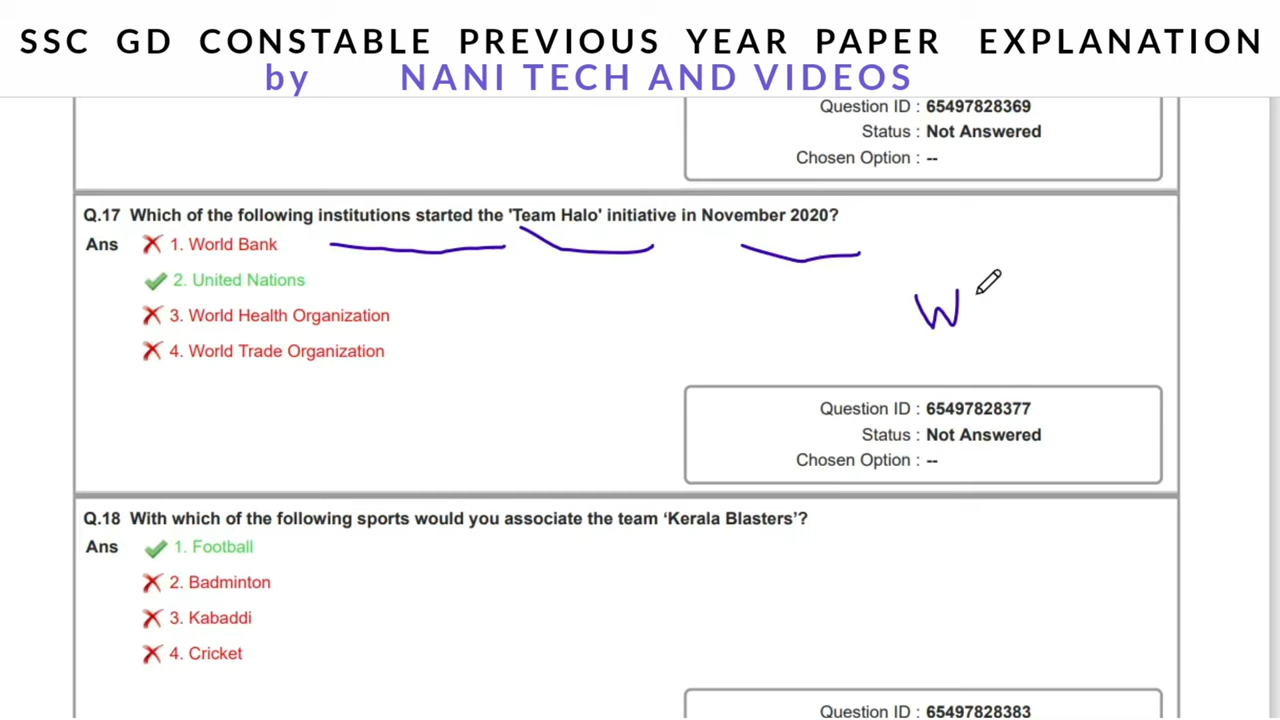 SSC GD CONSTABLE PREVIOUS YEAR PAPER EXPLANATION
by NANI TECH AND VIDEOS
Question ID : 65497828369
Status : Not Answered
Chosen Option : --
Q.17 Which of the following institutions started the 'Team Halo' initiative in November 2020?
Ans 1. World Bank
2. United Nations
W
3. World Health Organization
4. World Trade Organization
Question ID : 65497828377
Status : Not Answered
Chosen Option : --
Q.18 With which of the following sports would you associate the team ‘Kerala Blasters’?
Ans 1. Football
2. Badminton
3. Kabaddi
4. Cricket
Question ID : 65497828383